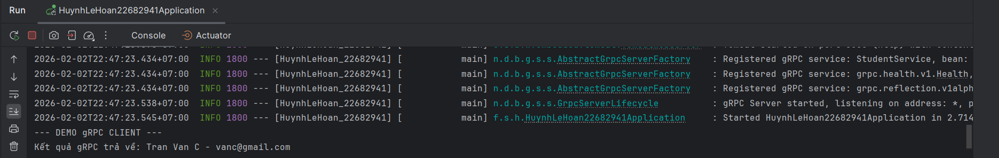 Run HuynhLeHoan22682941Application
Console Actuator
2026-02-02T22:47:23.434+07:00 INFO 1800 --- [HuynhLeHoan_22682941] [ main] n.d.b.g.s.s.AbstractGrpcServerFactory : Registered gRPC service: StudentService, bean:
2026-02-02T22:47:23.434+07:00 INFO 1800 --- [HuynhLeHoan_22682941] [ main] n.d.b.g.s.s.AbstractGrpcServerFactory : Registered gRPC service: grpc.health.v1.Health,
2026-02-02T22:47:23.434+07:00 INFO 1800 --- [HuynhLeHoan_22682941] [ main] n.d.b.g.s.s.AbstractGrpcServerFactory : Registered gRPC service: grpc.reflection.v1alph
2026-02-02T22:47:23.538+07:00 INFO 1800 --- [HuynhLeHoan_22682941] [ main] n.d.b.g.s.s.GrpcServerLifecycle : gRPC Server started, listening on address: *, p
2026-02-02T22:47:23.545+07:00 INFO 1800 --- [HuynhLeHoan_22682941] [ main] f.s.h.HuynhLeHoan22682941Application : Started HuynhLeHoan22682941Application in 2.714
--- DEMO gRPC CLIENT ---
Kết quả gRPC trả về: Tran Van C - vanc@gmail.com